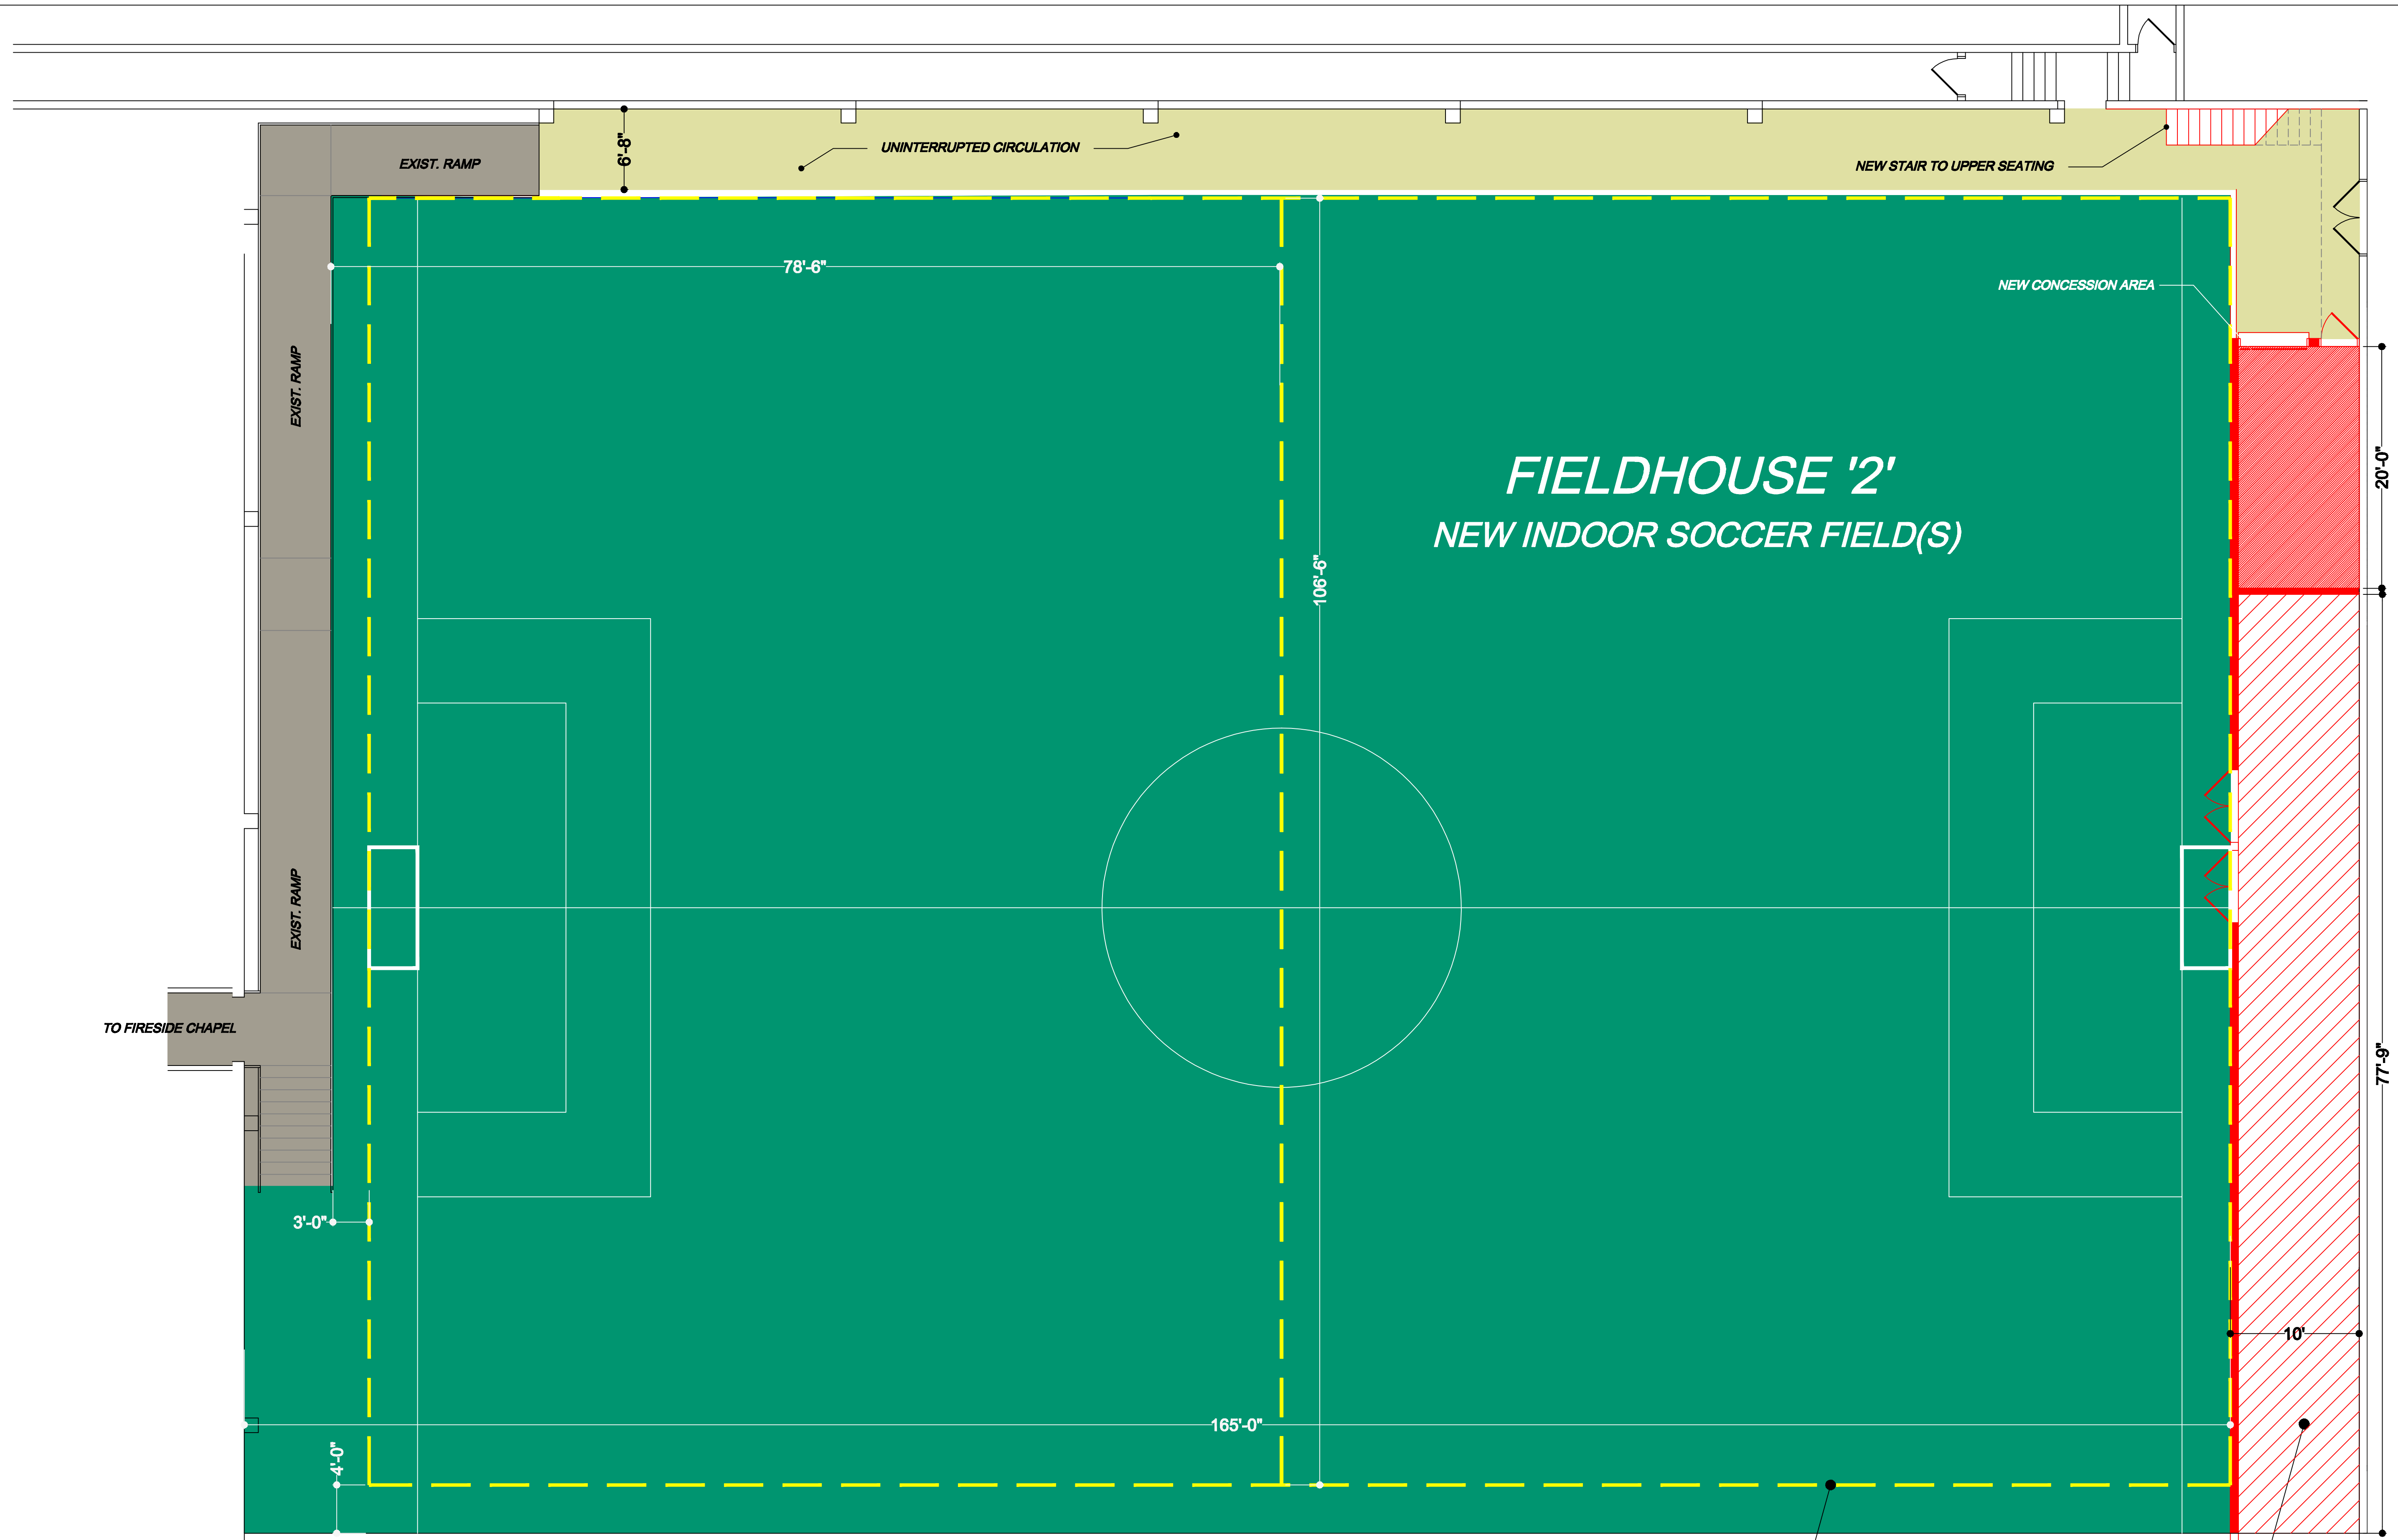 EXIST. RAMP
6'-8"
UNINTERRUPTED CIRCULATION
NEW STAIR TO UPPER SEATING
78'-6"
NEW CONCESSION AREA
EXIST. RAMP
FIELDHOUSE '2'
NEW INDOOR SOCCER FIELD(S)
20'-0"
106'-6"
EXIST. RAMP
TO FIRESIDE CHAPEL
77'-9"
3'-0"
10'
165'-0"
4'-0"